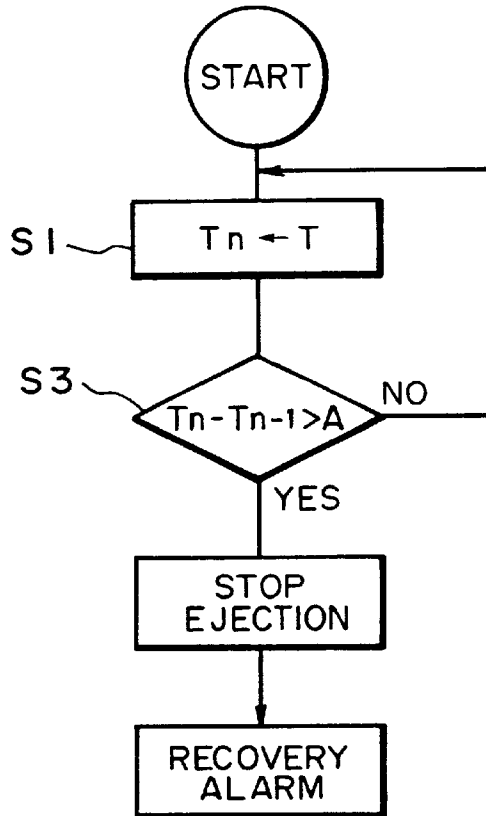 START
S1
Tn ← T
S3
Tn-Tn-1>A
NO
YES
STOP
EJECTION
RECOVERY
ALARM